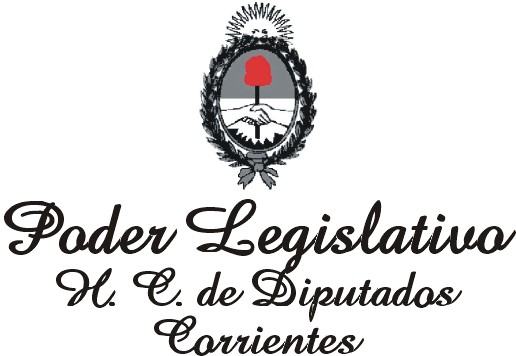 Poder Legislativo
H. C. de Diputados
Corrientes